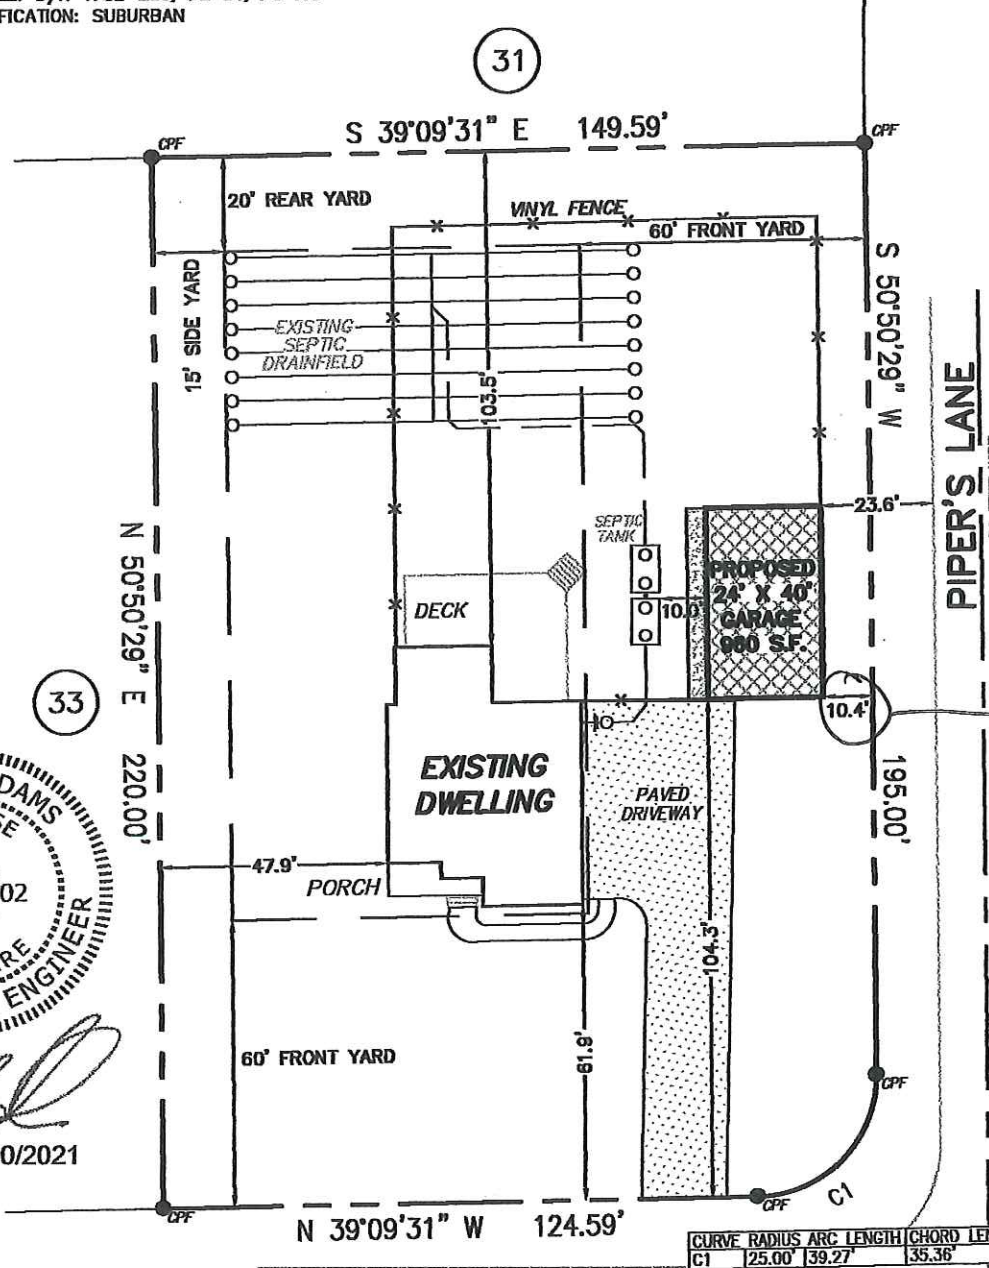 FICATION: SUBURBAN
31
S 39°09'31" E 149.59'
CPF
CPF
20' REAR YARD
VINYL FENCE
60' FRONT YARD
15' SIDE YARD
S 50°50'29" W
195.00'
EXISTING
SEPTIC
DRAINFIELD
103.5'
PIPER'S LANE
23.6'
SEPTIC
TANK
PROPOSED
24' X 40'
GARAGE
960 S.F.
10.0'
DECK
N 50°50'29" E
220.00'
33
10.4'
EXISTING
DWELLING
PAVED
DRIVEWAY
47.9'
PORCH
DAMS
02
ENGINEER
104.3'
61.9'
60' FRONT YARD
0/2021
CPF
CPF
CPF
C1
N 39°09'31" W 124.59'
CURVE RADIUS ARC LENGTH CHORD LEN
C1 25.00' 39.27' 35.36'